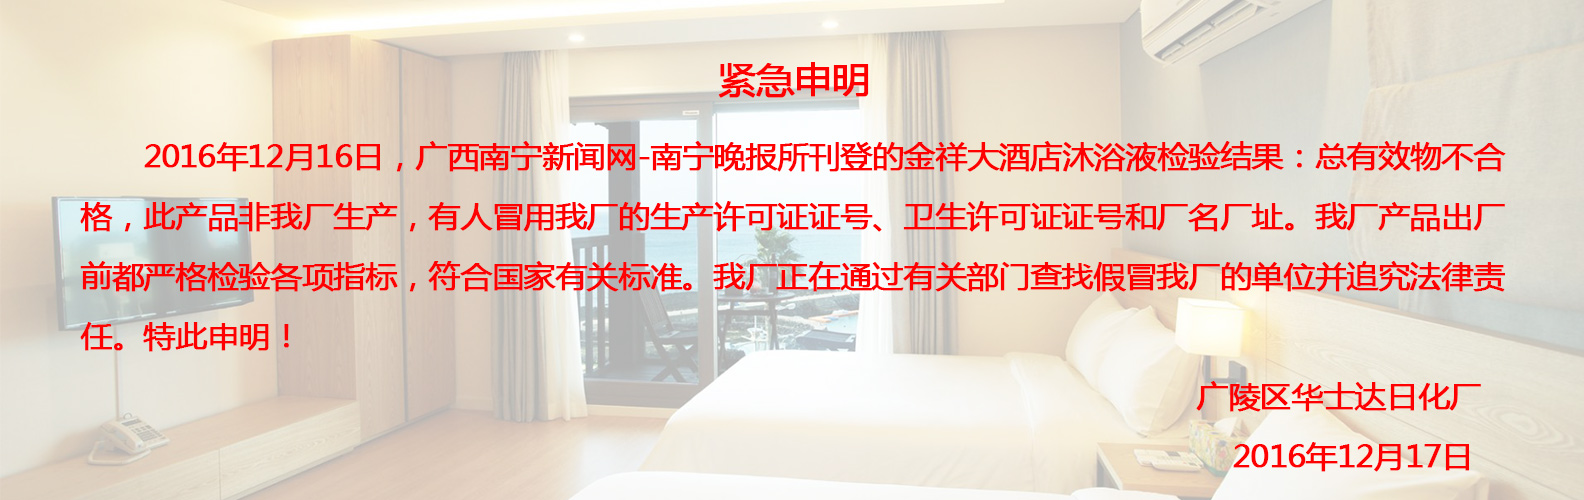 紧急申明
2016年12月16日，广西南宁新闻网-南宁晚报所刊登的金祥大酒店沐浴液检验结果：总有效物不合
格，此产品非我厂生产，有人冒用我厂的生产许可证证号、卫生许可证证号和厂名厂址。我厂产品出厂
前都严格检验各项指标，符合国家有关标准。我厂正在通过有关部门查找假冒我厂的单位并追究法律责
任。特此申明！
广陵区华士达日化厂
2016年12月17日